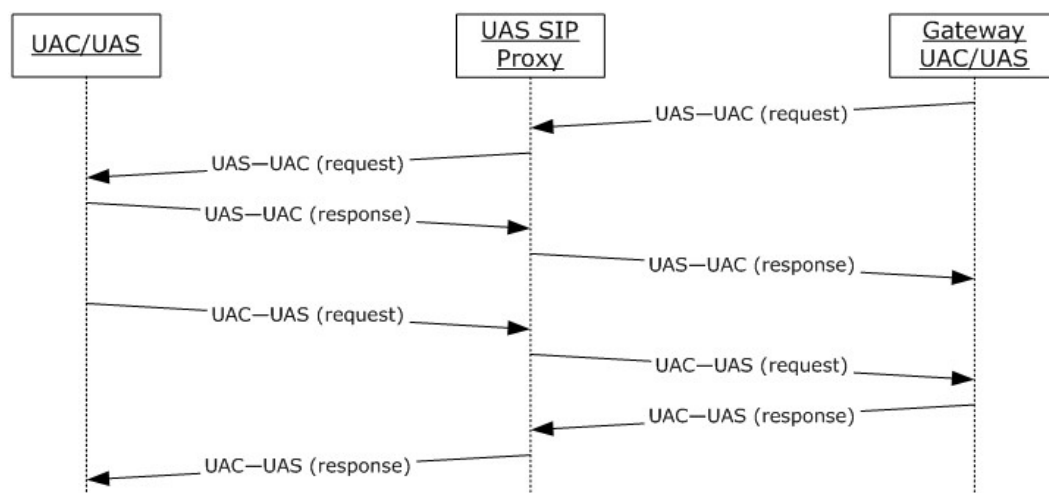 UAC/UAS
UAS SIP
Proxy
Gateway
UAC/UAS
UAS—UAC (request)
UAS—UAC (request)
UAS—UAC (response)
UAS—UAC (response)
UAC—UAS (request)
UAC—UAS (request)
UAC—UAS (response)
UAC—UAS (response)